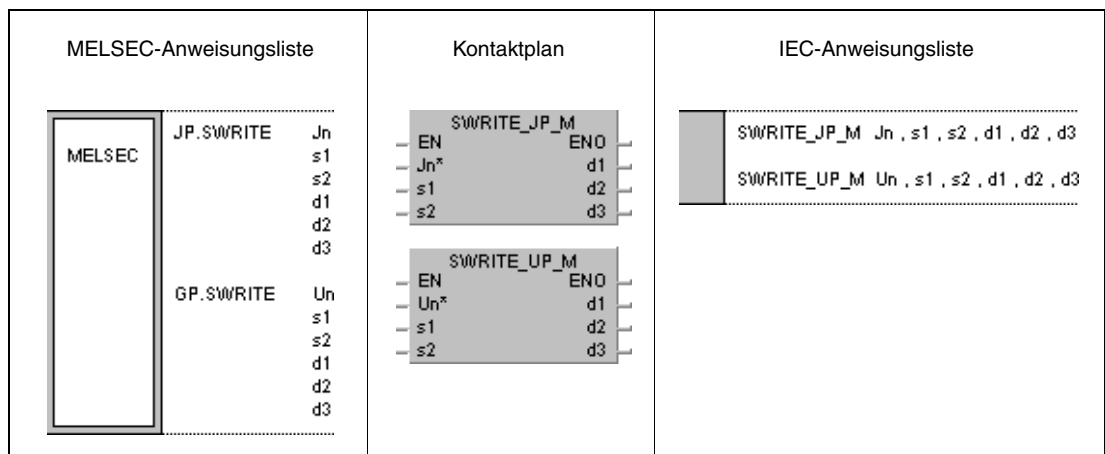 MELSEC-Anweisungsliste
MELSEC
JP.SWRITE Jn
s1
s2
d1
d2
d3
GP.SWRITE Un
s1
s2
d1
d2
d3
Kontaktplan
SWRITE_JP_M
EN ENO
Jn* d1
s1 d2
s2 d3
SWRITE_UP_M
EN ENO
Un* d1
s1 d2
s2 d3
IEC-Anweisungsliste
SWRITE_JP_M Jn , s1 , s2 , d1 , d2 , d3
SWRITE_UP_M Un , s1 , s2 , d1 , d2 , d3